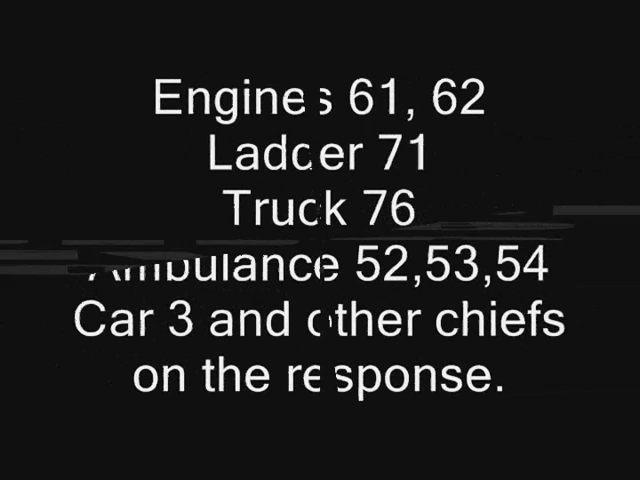 Engines 61, 62
Ladder 71
Truck 76
Ambulance 52,53,54
Car 3 and other chiefs
on the response.